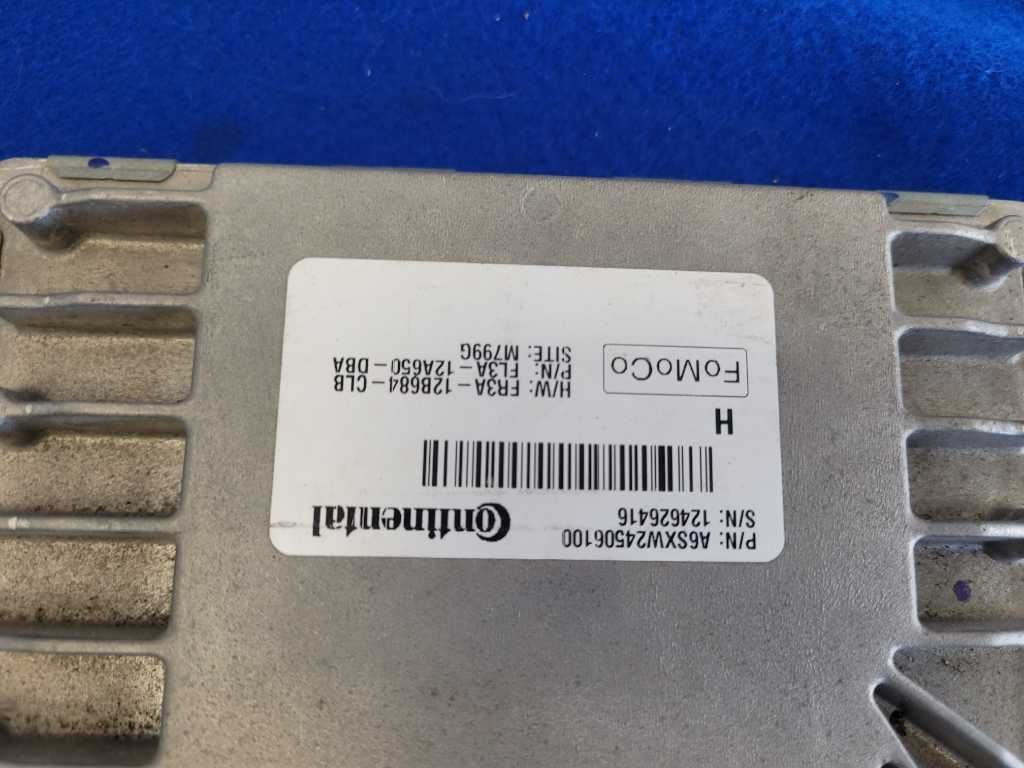 P/N: A6SXW24506100
S/N: 124626416
Continental
H
FoMoCo
H/W: FR3A-12B684-CLB
P/N: FL3A-12A650-DBA
SITE: M799G